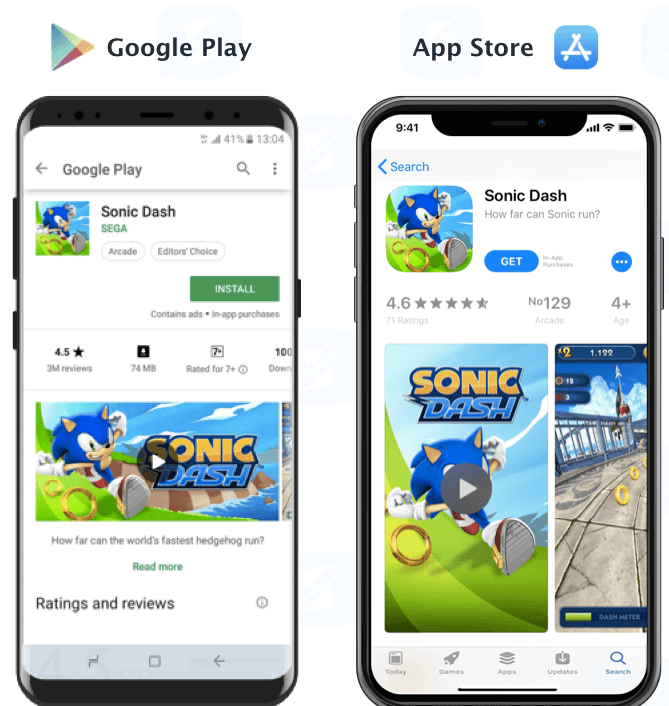 Google Play
App Store
41% 13:04
Google Play
Sonic Dash
SEGA
Arcade
Editors' Choice
INSTALL
Contains ads • In-app purchases
4.5 ★
3M reviews
74 MB
7+
Rated for 7+
100
Down
SONIC
DASH
How far can the world's fastest hedgehog run?
Read more
Ratings and reviews
9:41
Search
Sonic Dash
How far can Sonic run?
GET
In-App
Purchases
4.6 ★★★★★
71 Ratings
No129
Arcade
4+
Age
SONIC
DASH
×2 1,122
12
3
DASH METER
Today
Games
Apps
Updates
Search